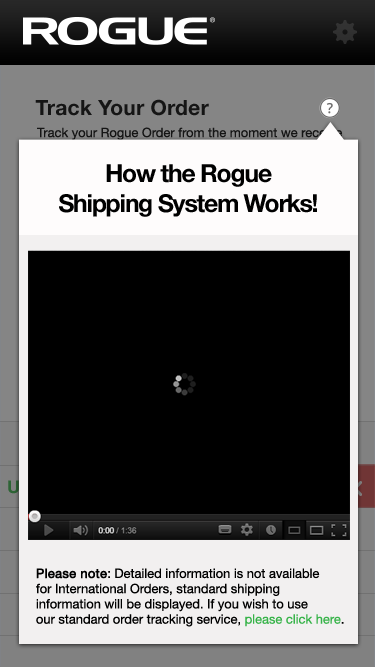 ROGUE®
Track Your Order
?
Track your Rogue Order from the moment we
How the Rogue
Shipping System Works!
U
0:00 / 1:36
Please note: Detailed information is not available
for International Orders, standard shipping
information will be displayed. If you wish to use
our standard order tracking service, please click here.